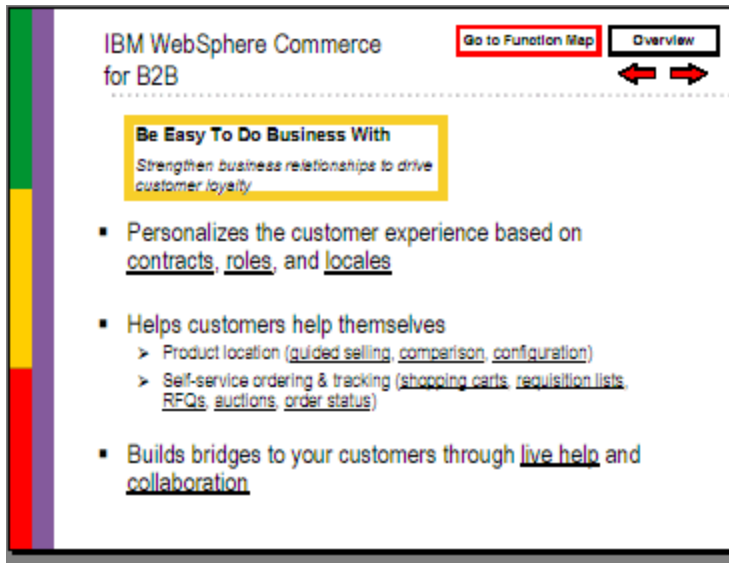 IBM WebSphere Commerce
for B2B
Go to Function Map
Overview
Be Easy To Do Business With
Strengthen business relationships to drive
customer loyalty
▪ Personalizes the customer experience based on
contracts, roles, and locales
▪ Helps customers help themselves
➢ Product location (guided selling, comparison, configuration)
➢ Self-service ordering & tracking (shopping carts, requisition lists,
RFQs, auctions, order status)
▪ Builds bridges to your customers through live help and
collaboration